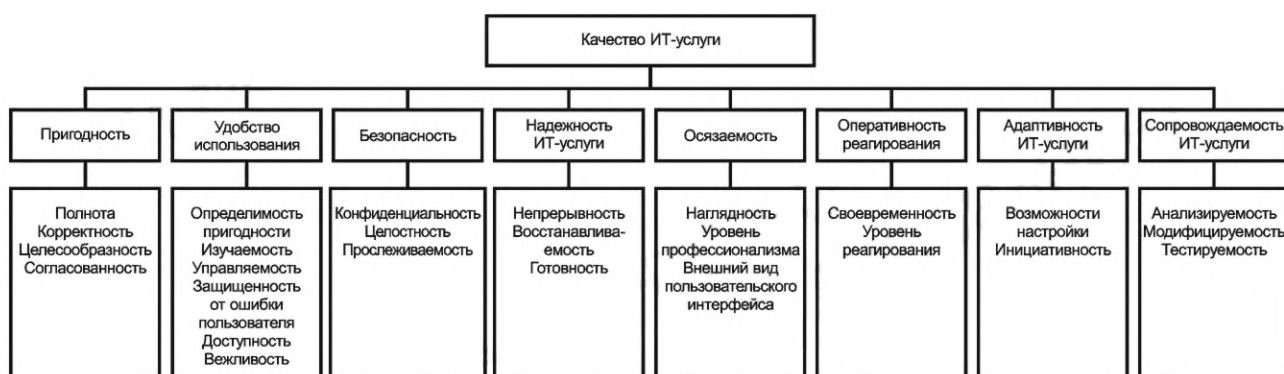 Качество ИТ-услуги
Пригодность
Удобство
использования
Безопасность
Надежность
ИТ-услуги
Осязаемость
Оперативность
реагирования
Адаптивность
ИТ-услуги
Сопровождаемость
ИТ-услуги
Полнота
Корректность
Целесообразность
Согласованность
Определимость
пригодности
Изучаемость
Управляемость
Защищенность
от ошибки
пользователя
Доступность
Вежливость
Конфиденциальность
Целостность
Прослеживаемость
Непрерывность
Восстанавлива-
емость
Готовность
Наглядность
Уровень
профессионализма
Внешний вид
пользовательского
интерфейса
Своевременность
Уровень
реагирования
Возможности
настройки
Инициативность
Анализируемость
Модифицируемость
Тестируемость